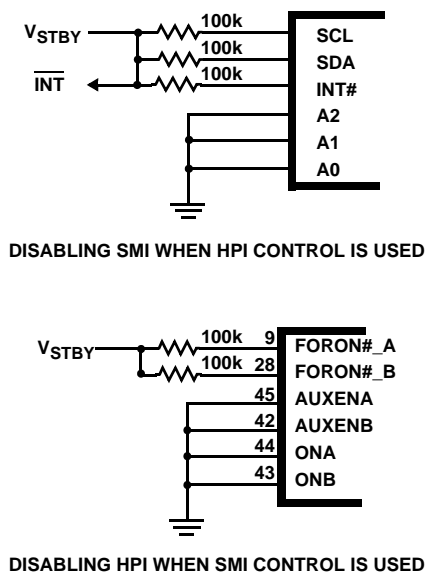 100k
VSTBY
SCL
100k
SDA
100k
INT
INT#
A2
A1
A0
DISABLING SMI WHEN HPI CONTROL IS USED
VSTBY
100k 9 FORON#_A
100k 28 FORON#_B
45 AUXENA
42 AUXENB
44 ONA
43 ONB
DISABLING HPI WHEN SMI CONTROL IS USED